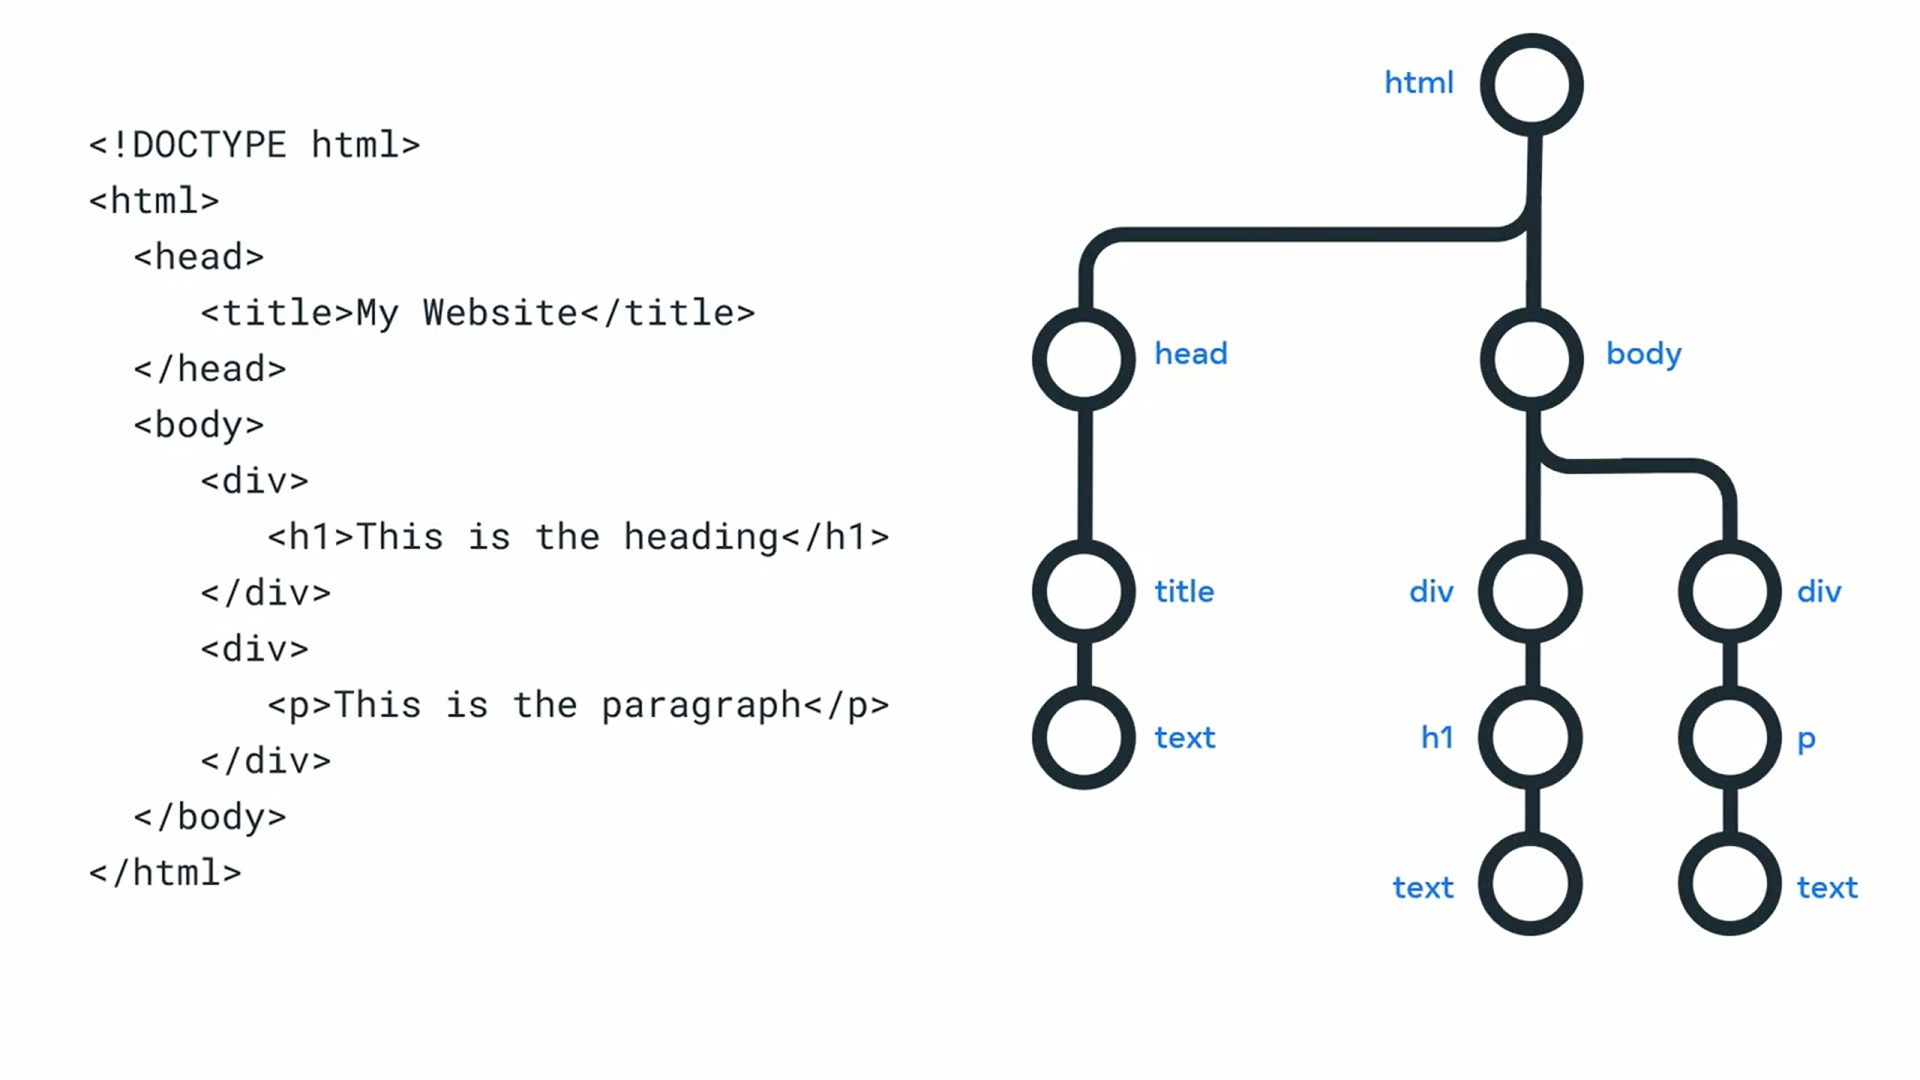 <!DOCTYPE html>
<html>
<head>
<title>My Website</title>
</head>
<body>
<div>
<h1>This is the heading</h1>
</div>
<div>
<p>This is the paragraph</p>
</div>
</body>
</html>
html
head
body
title
div
div
text
h1
p
text
text